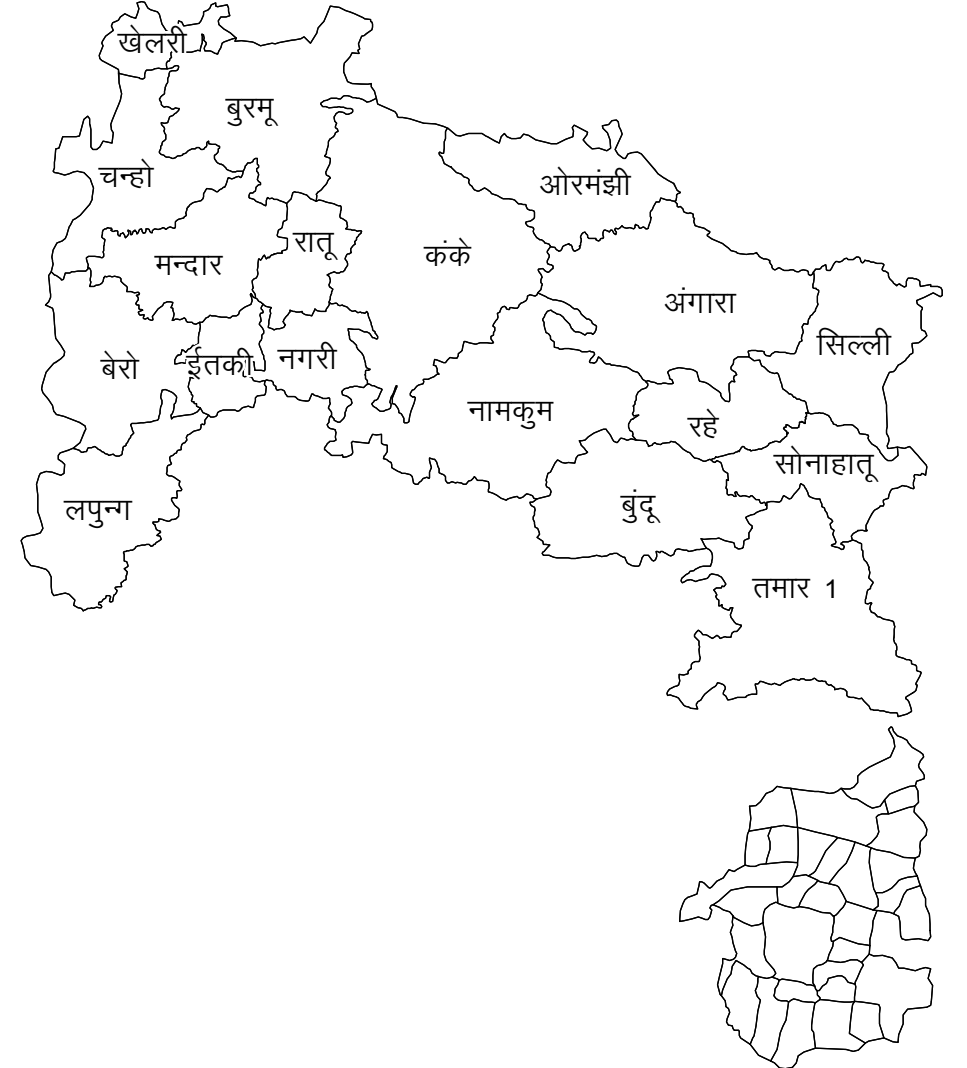 खेलरी
बुरमू
चन्हो
ओरमंझी
रातू
मन्दार
कंके
अंगारा
सिल्ली
बेरो
ईतकी
नगरी
नामकुम
रहे
सोनाहातू
लपुन्ग
बुंदू
तमार 1